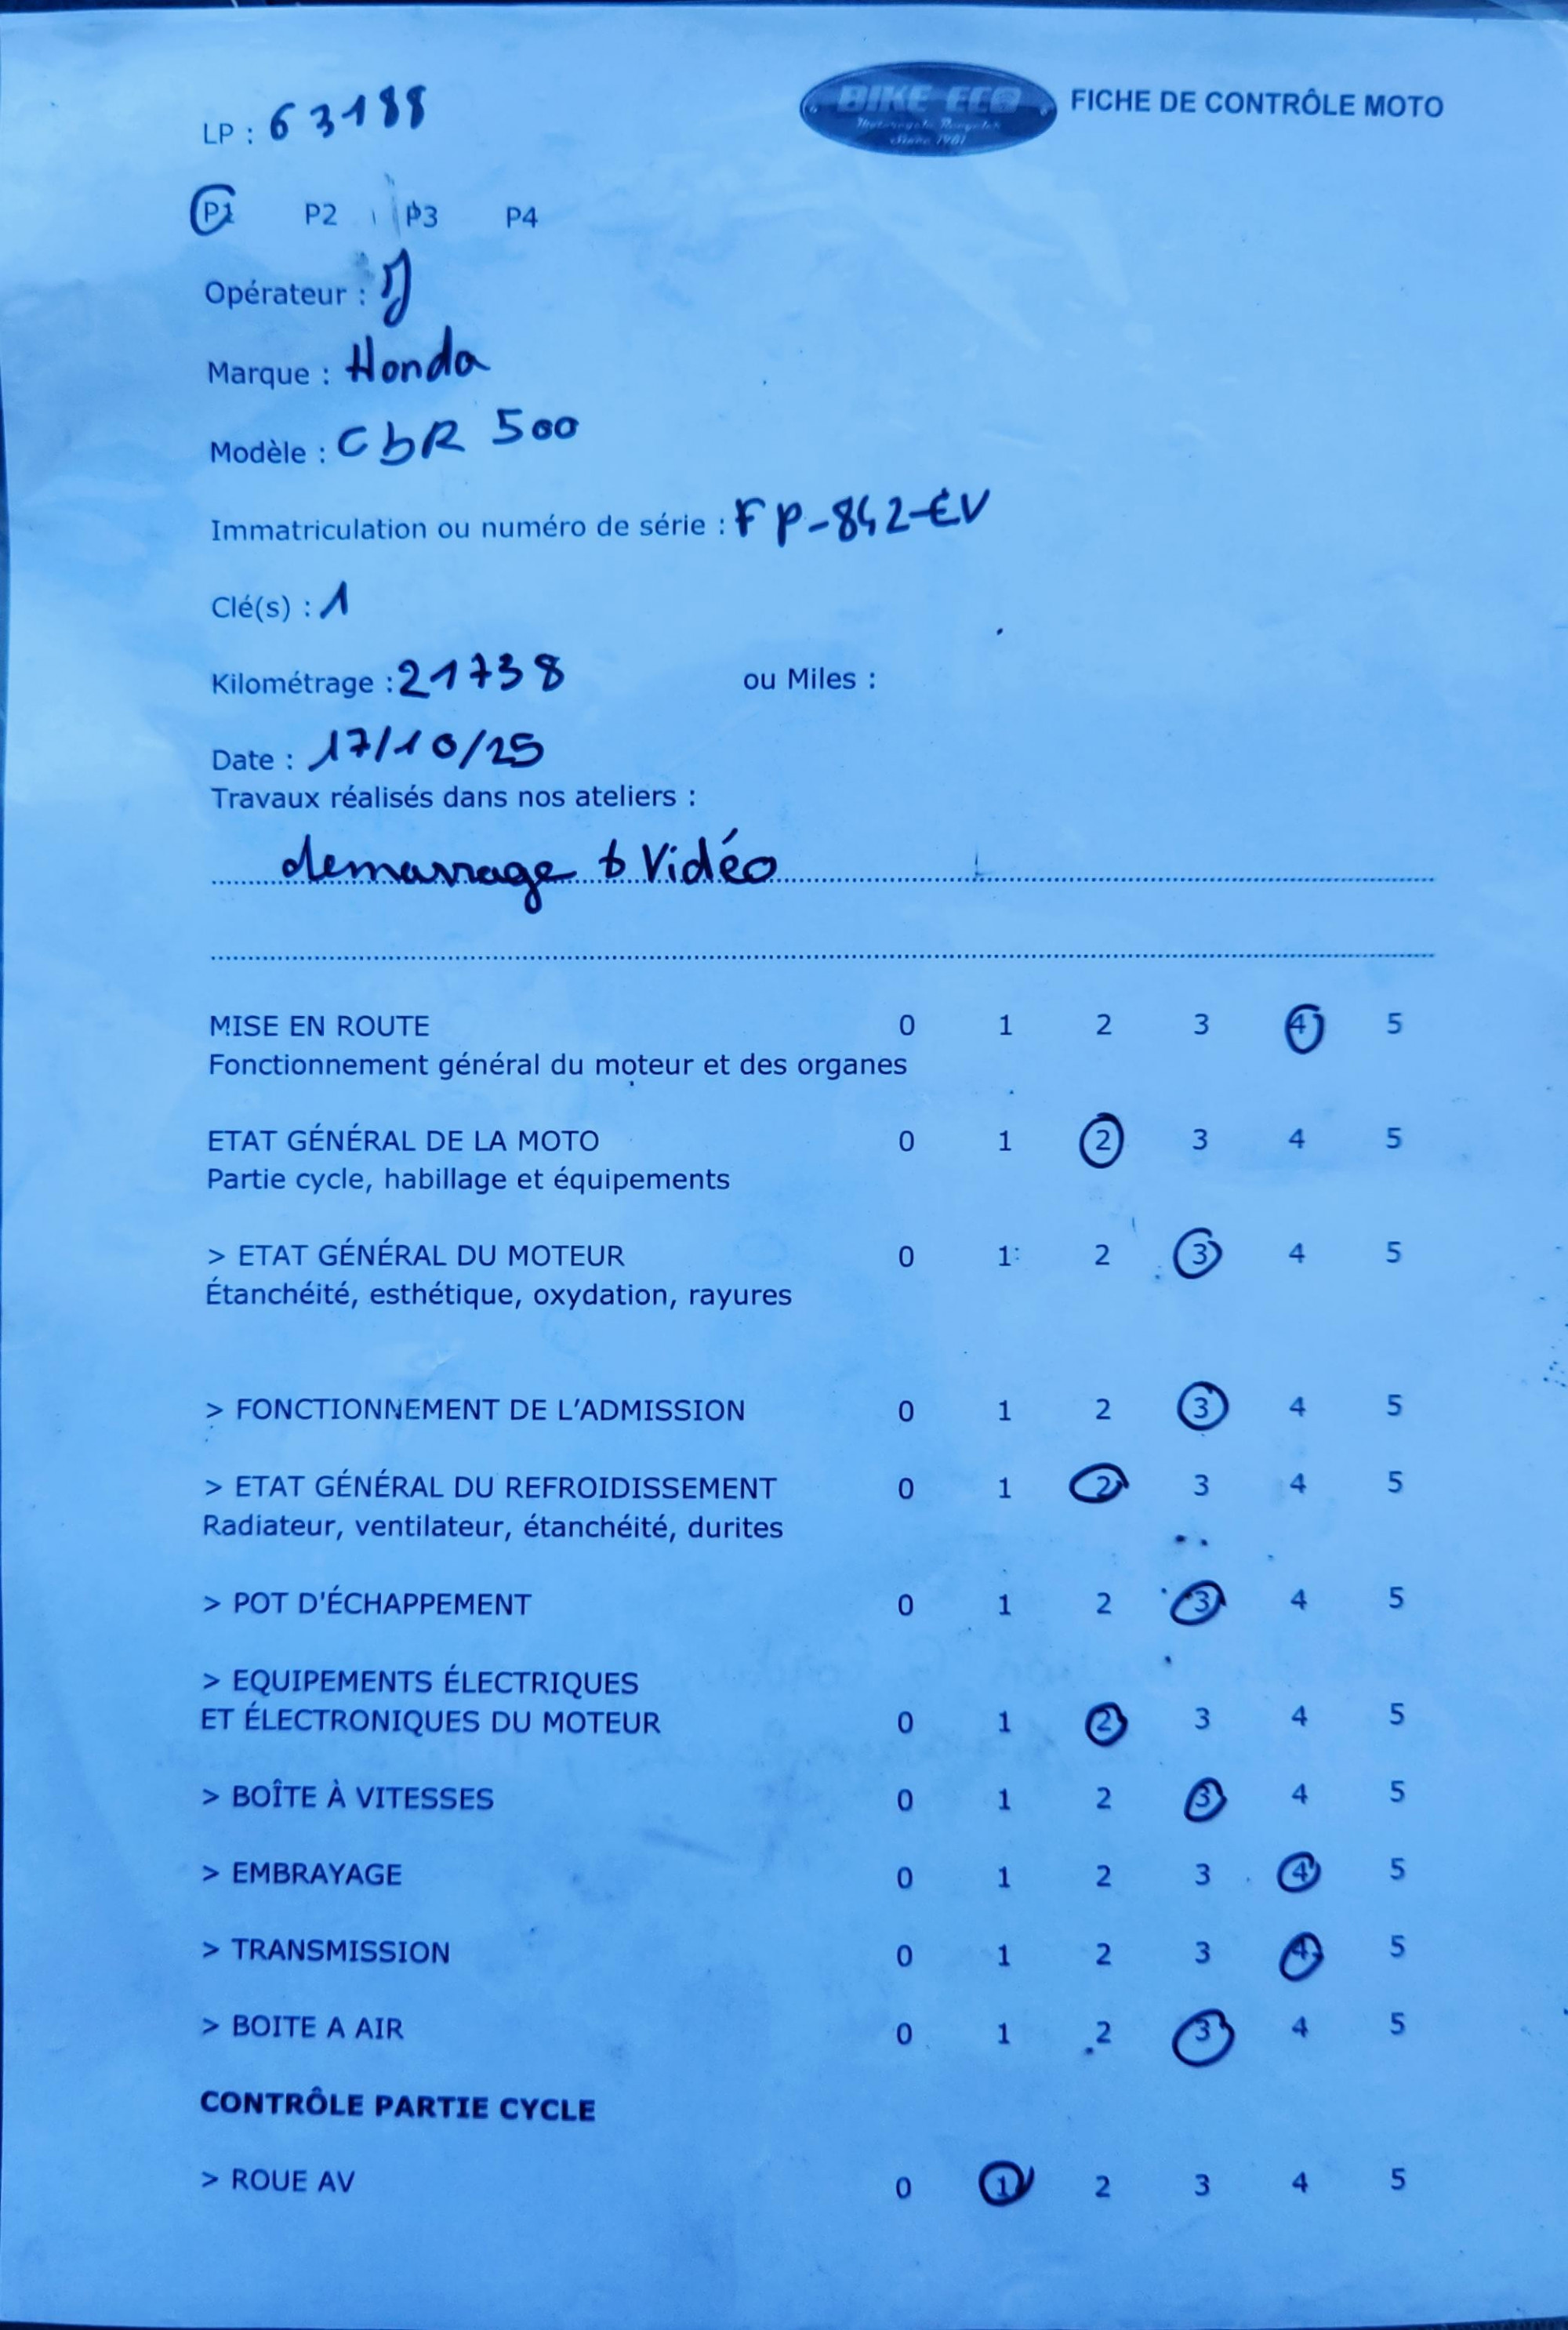 LP : 63188
BIKE ECO
Since 1981
FICHE DE CONTRÔLE MOTO
P1 P2 P3 P4
Opérateur :
Marque : Honda
Modèle : CbR 500
Immatriculation ou numéro de série : FP-842-EV
Clé(s) : 1
Kilométrage : 21738 ou Miles :
Date : 17/10/25
Travaux réalisés dans nos ateliers :
demarrage + Vidéo
MISE EN ROUTE 0 1 2 3 4 5
Fonctionnement général du moteur et des organes
ETAT GÉNÉRAL DE LA MOTO 0 1 2 3 4 5
Partie cycle, habillage et équipements
> ETAT GÉNÉRAL DU MOTEUR 0 1 2 3 4 5
Étanchéité, esthétique, oxydation, rayures
> FONCTIONNEMENT DE L'ADMISSION 0 1 2 3 4 5
> ETAT GÉNÉRAL DU REFROIDISSEMENT 0 1 2 3 4 5
Radiateur, ventilateur, étanchéité, durites
> POT D'ÉCHAPPEMENT 0 1 2 3 4 5
> EQUIPEMENTS ÉLECTRIQUES
ET ÉLECTRONIQUES DU MOTEUR 0 1 2 3 4 5
> BOÎTE À VITESSES 0 1 2 3 4 5
> EMBRAYAGE 0 1 2 3 4 5
> TRANSMISSION 0 1 2 3 4 5
> BOITE A AIR 0 1 2 3 4 5
CONTRÔLE PARTIE CYCLE
> ROUE AV 0 1 2 3 4 5